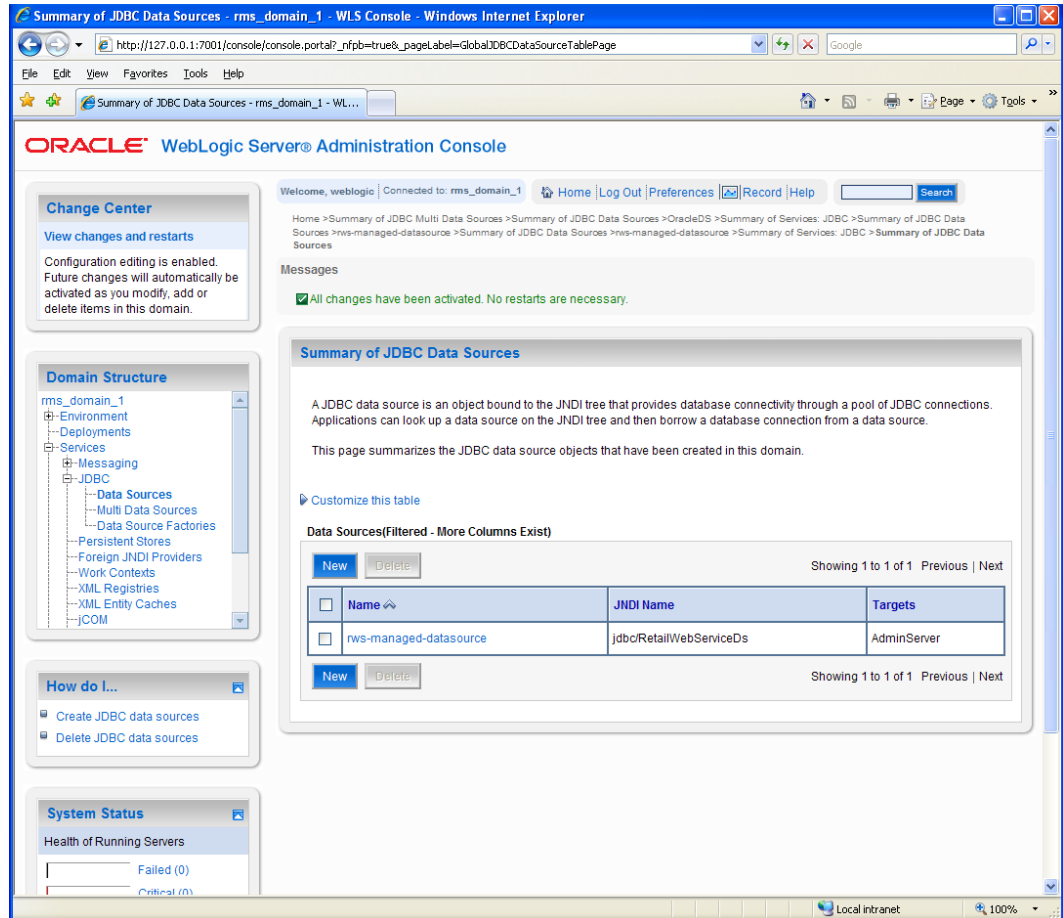 Summary of JDBC Data Sources - rms_domain_1 - WLS Console - Windows Internet Explorer
http://127.0.0.1:7001/console/console.portal?_nfpb=true&_pageLabel=GlobalJDBCDataSourceTablePage
Google
File Edit View Favorites Tools Help
Summary of JDBC Data Sources - rms_domain_1 - WL...
Page Tools »
ORACLE WebLogic Server® Administration Console
Change Center
View changes and restarts
Configuration editing is enabled.
Future changes will automatically be
activated as you modify, add or
delete items in this domain.
Domain Structure
rms_domain_1
Environment
Deployments
Services
Messaging
JDBC
Data Sources
Multi Data Sources
Data Source Factories
Persistent Stores
Foreign JNDI Providers
Work Contexts
XML Registries
XML Entity Caches
jCOM
How do I...
Create JDBC data sources
Delete JDBC data sources
System Status
Health of Running Servers
Failed (0)
Critical (0)
Welcome, weblogic Connected to: rms_domain_1 Home Log Out Preferences Record Help Search
Home >Summary of JDBC Multi Data Sources >Summary of JDBC Data Sources >OracleDS >Summary of Services: JDBC >Summary of JDBC Data
Sources >rws-managed-datasource >Summary of JDBC Data Sources >rws-managed-datasource >Summary of Services: JDBC >Summary of JDBC Data
Sources
Messages
All changes have been activated. No restarts are necessary.
Summary of JDBC Data Sources
A JDBC data source is an object bound to the JNDI tree that provides database connectivity through a pool of JDBC connections.
Applications can look up a data source on the JNDI tree and then borrow a database connection from a data source.
This page summarizes the JDBC data source objects that have been created in this domain.
Customize this table
Data Sources(Filtered - More Columns Exist)
New Delete Showing 1 to 1 of 1 Previous | Next
Name JNDI Name Targets
rws-managed-datasource jdbc/RetailWebServiceDs AdminServer
New Delete Showing 1 to 1 of 1 Previous | Next
Local intranet 100%